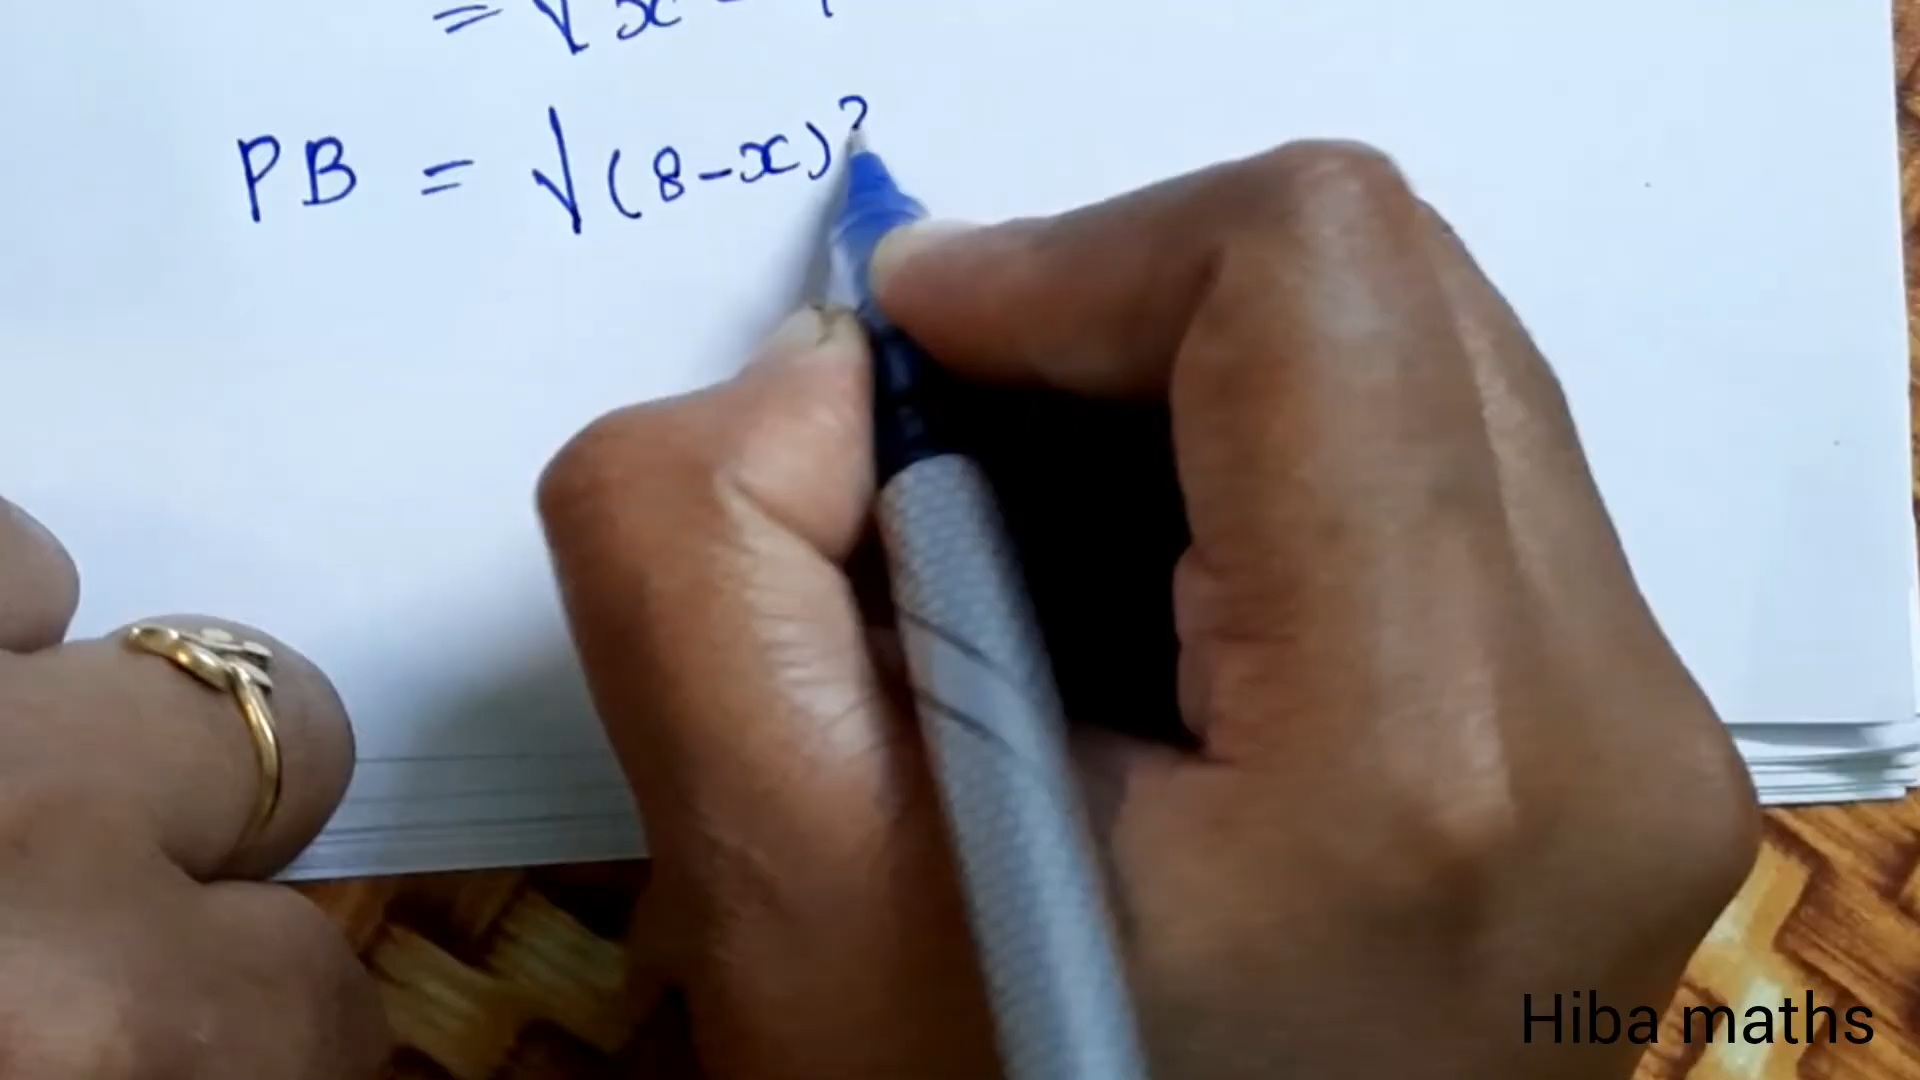 = √x -
PB = √(8-x)²
Hiba maths